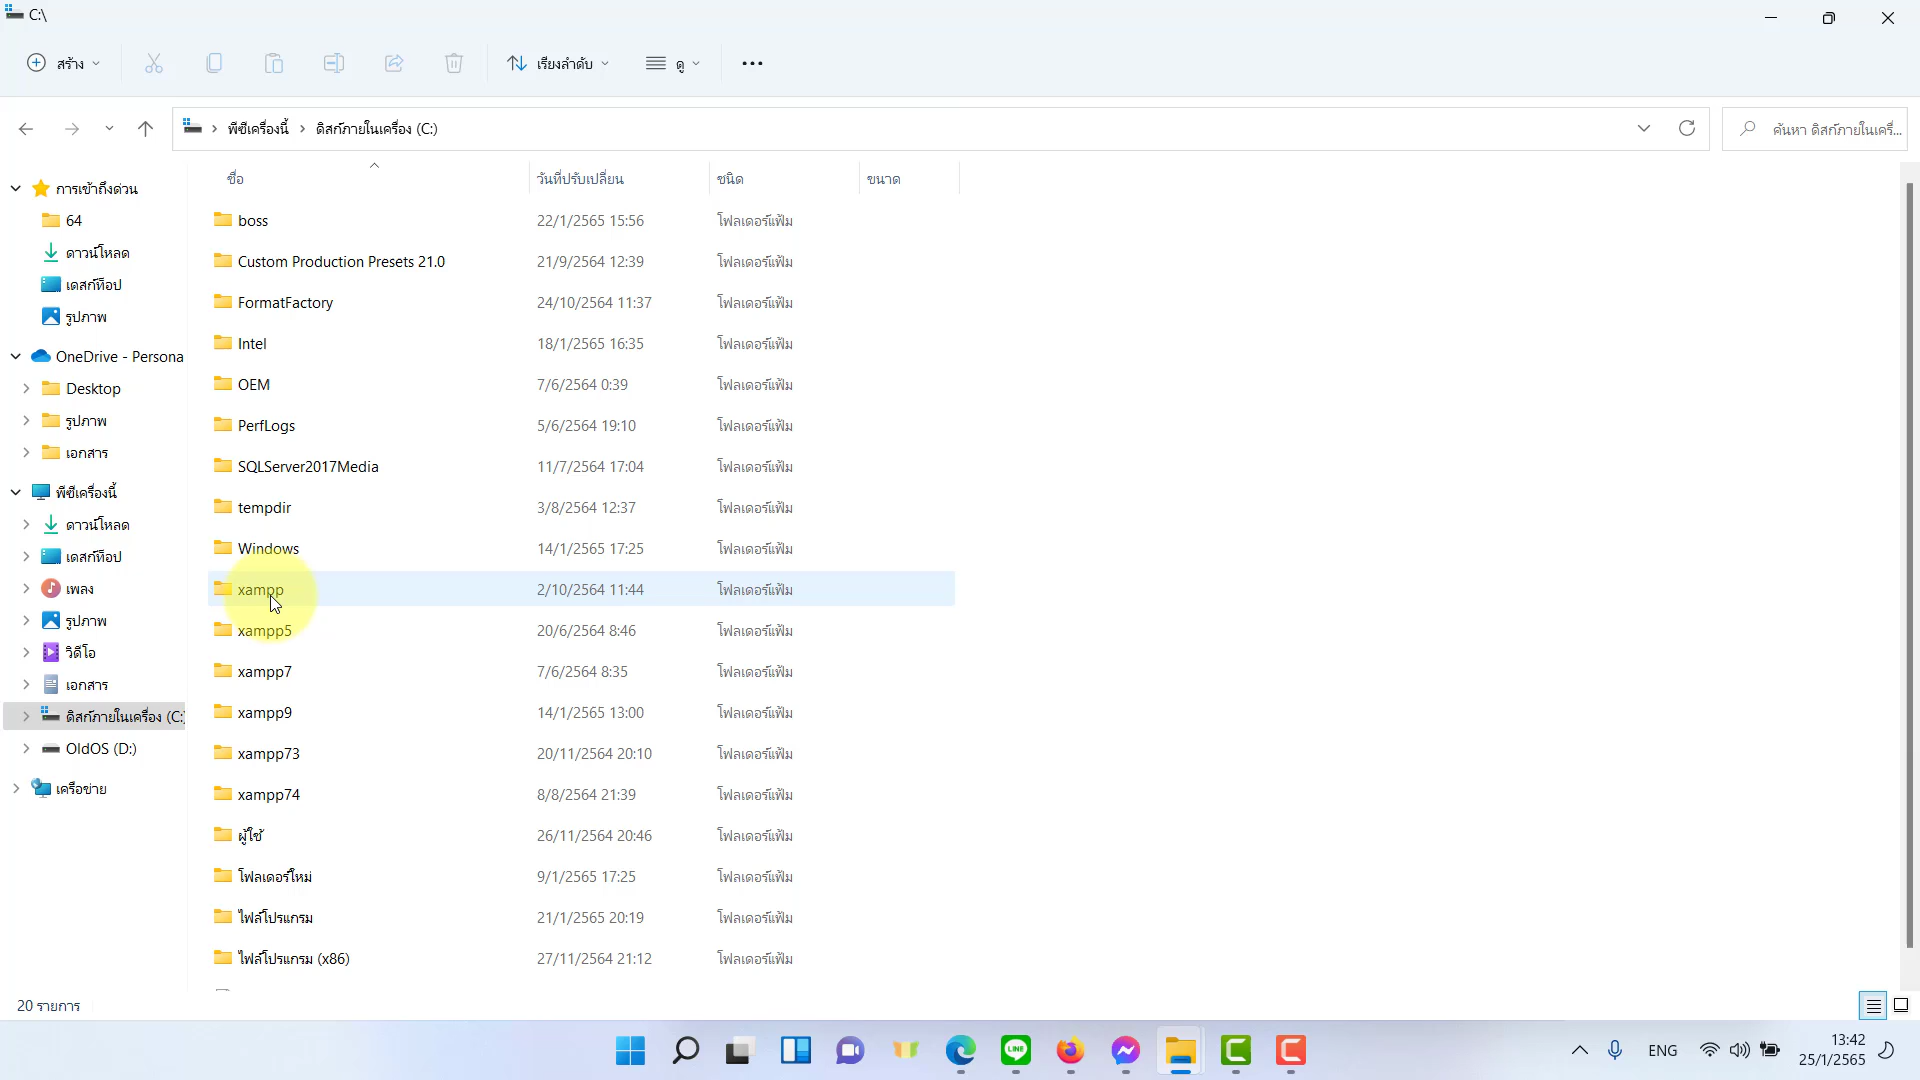 C:\
สร้าง
เรียงลำดับ
ดู
พีซีเครื่องนี้
ดิสก์ภายในเครื่อง (C:)
ค้นหา ดิสก์ภายในเครื่...
การเข้าถึงด่วน
64
ดาวน์โหลด
เดสก์ท็อป
รูปภาพ
OneDrive - Persona
Desktop
รูปภาพ
เอกสาร
พีซีเครื่องนี้
ดาวน์โหลด
เดสก์ท็อป
เพลง
รูปภาพ
วิดีโอ
เอกสาร
ดิสก์ภายในเครื่อง (C:)
OldOS (D:)
เครือข่าย
ชื่อ วันที่ปรับเปลี่ยน ชนิด ขนาด
boss 22/1/2565 15:56 โฟลเดอร์แฟ้ม
Custom Production Presets 21.0 21/9/2564 12:39 โฟลเดอร์แฟ้ม
FormatFactory 24/10/2564 11:37 โฟลเดอร์แฟ้ม
Intel 18/1/2565 16:35 โฟลเดอร์แฟ้ม
OEM 7/6/2564 0:39 โฟลเดอร์แฟ้ม
PerfLogs 5/6/2564 19:10 โฟลเดอร์แฟ้ม
SQLServer2017Media 11/7/2564 17:04 โฟลเดอร์แฟ้ม
tempdir 3/8/2564 12:37 โฟลเดอร์แฟ้ม
Windows 14/1/2565 17:25 โฟลเดอร์แฟ้ม
xampp 2/10/2564 11:44 โฟลเดอร์แฟ้ม
xampp5 20/6/2564 8:46 โฟลเดอร์แฟ้ม
xampp7 7/6/2564 8:35 โฟลเดอร์แฟ้ม
xampp9 14/1/2565 13:00 โฟลเดอร์แฟ้ม
xampp73 20/11/2564 20:10 โฟลเดอร์แฟ้ม
xampp74 8/8/2564 21:39 โฟลเดอร์แฟ้ม
ผู้ใช้ 26/11/2564 20:46 โฟลเดอร์แฟ้ม
โฟลเดอร์ใหม่ 9/1/2565 17:25 โฟลเดอร์แฟ้ม
ไฟล์โปรแกรม 21/1/2565 20:19 โฟลเดอร์แฟ้ม
ไฟล์โปรแกรม (x86) 27/11/2564 21:12 โฟลเดอร์แฟ้ม
20 รายการ
LINE
ENG
13:42
25/1/2565